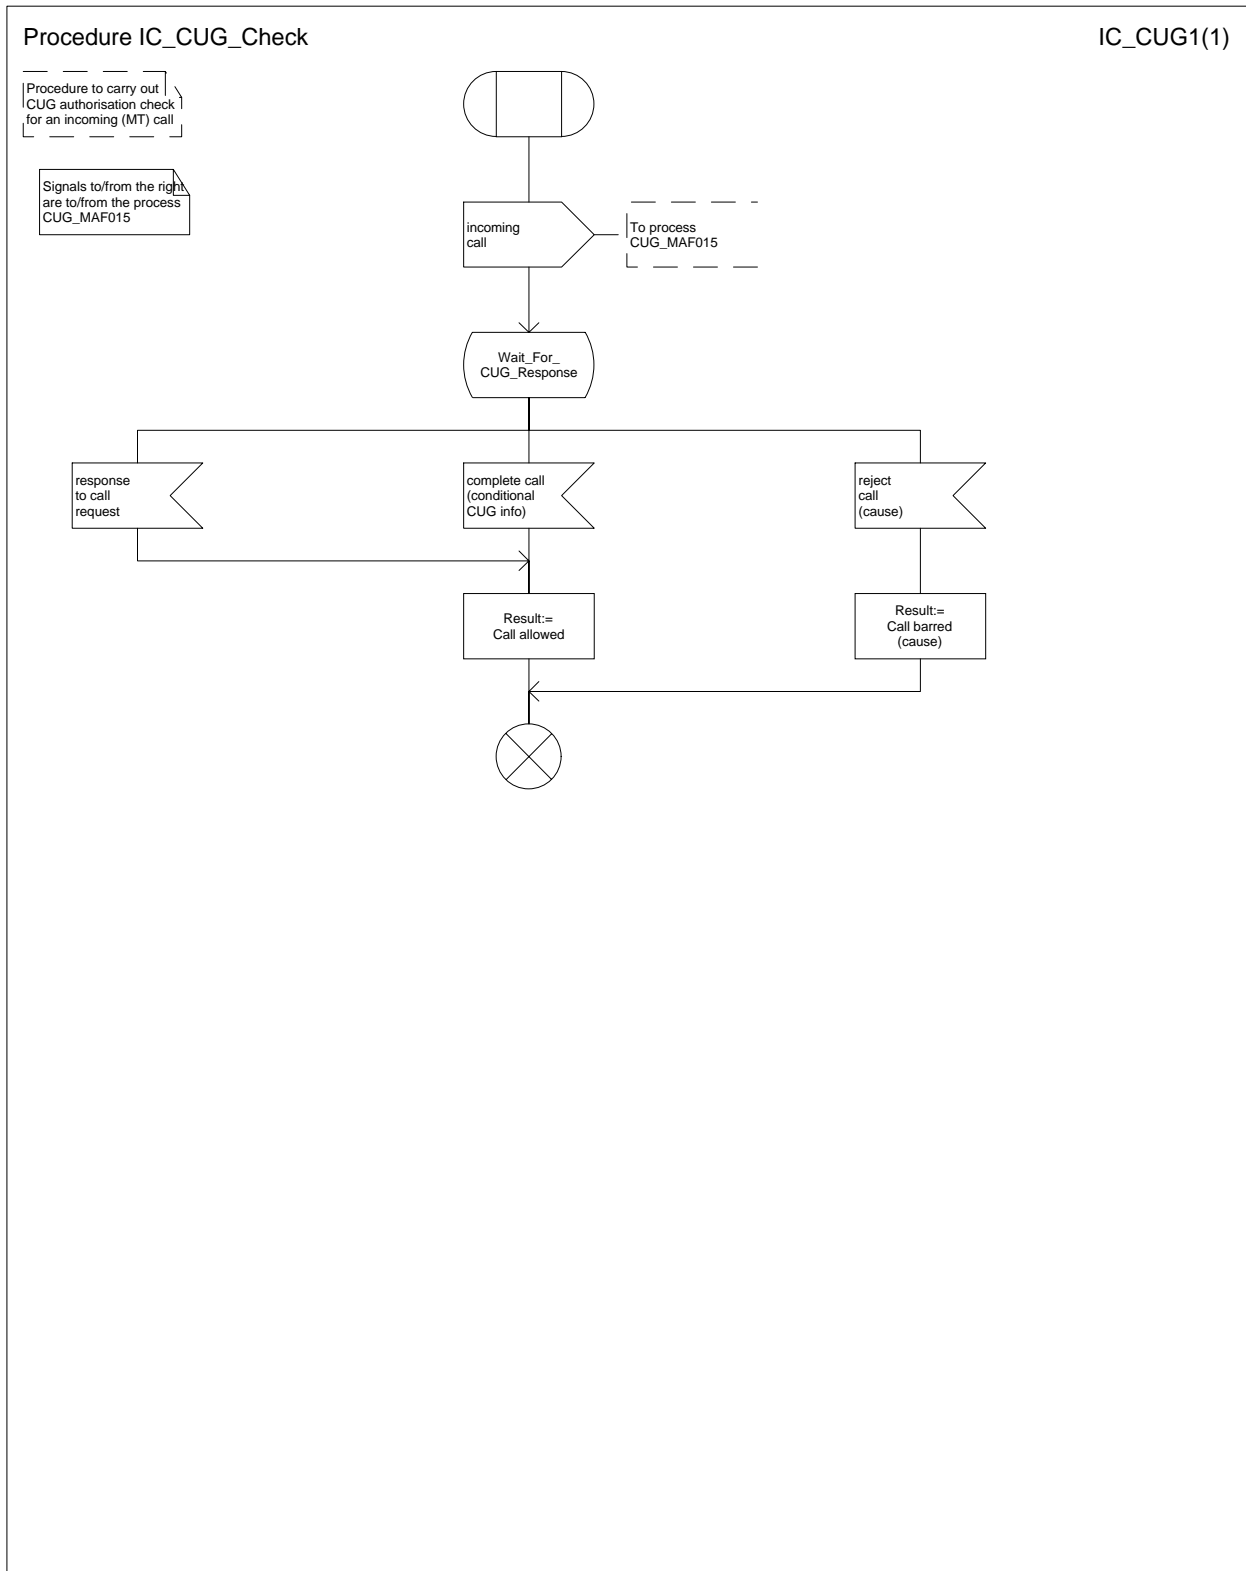 Procedure IC_CUG_Check
IC_CUG1(1)
Procedure to carry out
CUG authorisation check
for an incoming (MT) call
Signals to/from the right
are to/from the process
CUG_MAF015
incoming
call
To process
CUG_MAF015
Wait_For_
CUG_Response
response
to call
request
complete call
(conditional
CUG info)
reject
call
(cause)
Result:=
Call allowed
Result:=
Call barred
(cause)